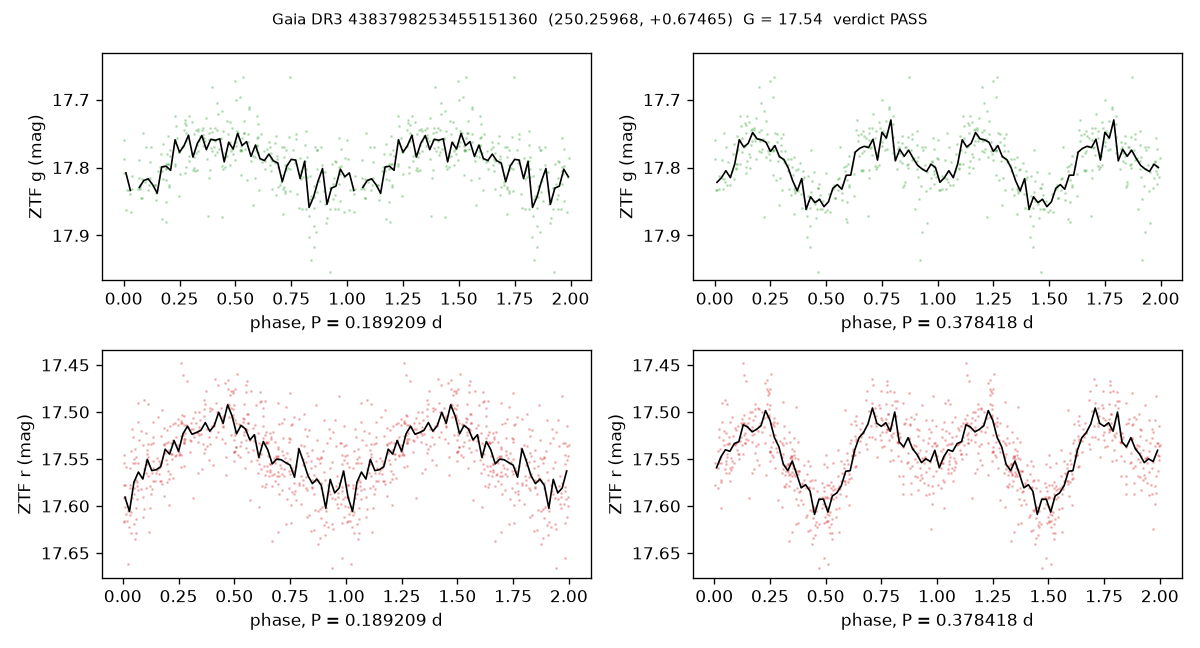 Gaia DR3 4383798253455151360  (250.25968, +0.67465)  G = 17.54  verdict PASS
ZTF g (mag)
17.7
17.8
17.9
0.00 0.25 0.50 0.75 1.00 1.25 1.50 1.75 2.00
phase, P = 0.189209 d
ZTF g (mag)
17.7
17.8
17.9
0.00 0.25 0.50 0.75 1.00 1.25 1.50 1.75 2.00
phase, P = 0.378418 d
ZTF r (mag)
17.45
17.50
17.55
17.60
17.65
0.00 0.25 0.50 0.75 1.00 1.25 1.50 1.75 2.00
phase, P = 0.189209 d
ZTF r (mag)
17.45
17.50
17.55
17.60
17.65
0.00 0.25 0.50 0.75 1.00 1.25 1.50 1.75 2.00
phase, P = 0.378418 d